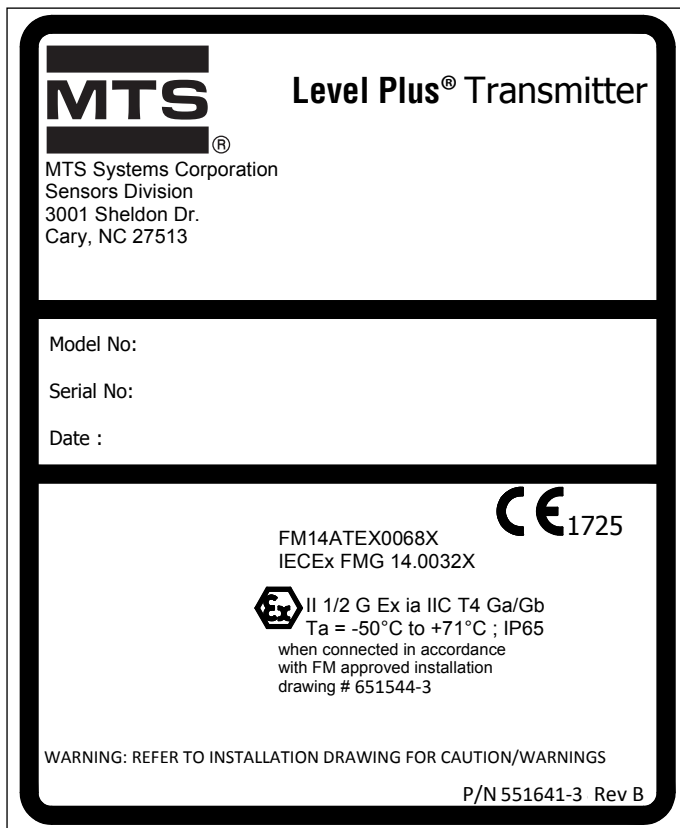 MTS
®
Level Plus® Transmitter
MTS Systems Corporation
Sensors Division
3001 Sheldon Dr.
Cary, NC 27513
Model No:
Serial No:
Date :
CE 1725
FM14ATEX0068X
IECEx FMG 14.0032X
Ex II 1/2 G Ex ia IIC T4 Ga/Gb
Ta = -50°C to +71°C ; IP65
when connected in accordance
with FM approved installation
drawing # 651544-3
WARNING: REFER TO INSTALLATION DRAWING FOR CAUTION/WARNINGS
P/N 551641-3 Rev B